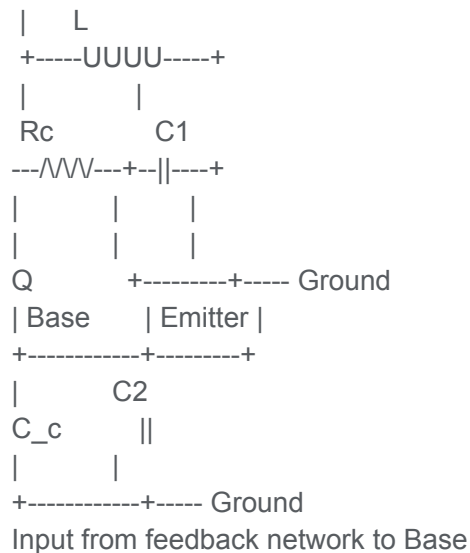 |      L
+-----UUUU-----+
|              |
Rc            C1
---/\/\/\/---+--||----+
|          |        |
|          |        |
Q            +---------+----- Ground
| Base       | Emitter |
+------------+---------+
|          C2
C_c        ||
|          |
+------------+----- Ground
Input from feedback network to Base